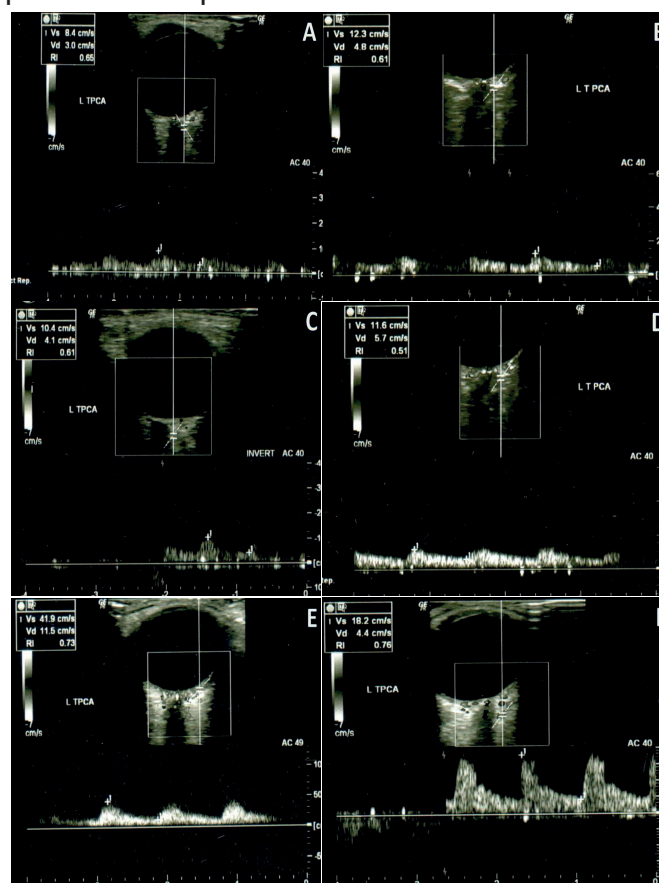 A
Vs 8.4 cm/s
Vd 3.0 cm/s
RI 0.65
L TPCA
cm/s
AC 40
Vs 12.3 cm/s
Vd 4.8 cm/s
RI 0.61
L T PCA
cm/s
AC 40
ct Rep.
C
Vs 10.4 cm/s
Vd 4.1 cm/s
RI 0.61
L TPCA
cm/s
INVERT AC 40
D
Vs 11.6 cm/s
Vd 5.7 cm/s
RI 0.51
L T PCA
cm/s
AC 40
E
Vs 41.9 cm/s
Vd 11.5 cm/s
RI 0.73
L TPCA
cm/s
AC 49
Vs 18.2 cm/s
Vd 4.4 cm/s
RI 0.76
L TPCA
cm/s
AC 40